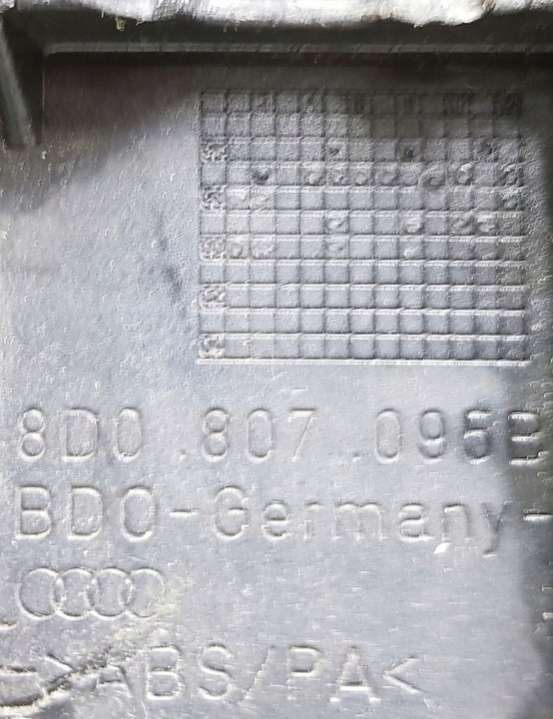 8D0.807.095B
BDO-Germany-
>ABS/PA<